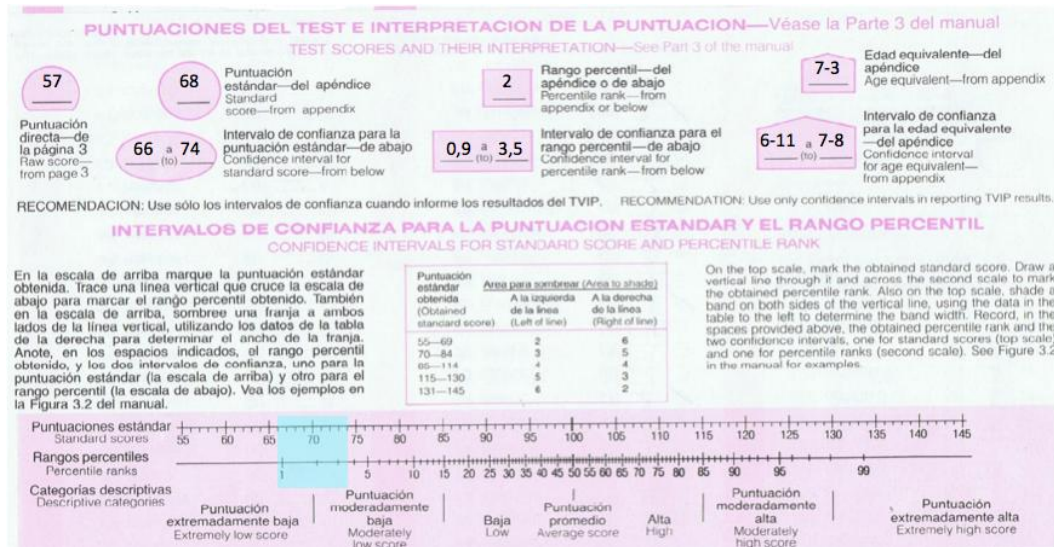 PUNTUACIONES DEL TEST E INTERPRETACION DE LA PUNTUACION—Véase la Parte 3 del manual
TEST SCORES AND THEIR INTERPRETATION—See Part 3 of the manual
57
Puntuación
directa—de
la página 3
Raw score—
from page 3
68
Puntuación
estándar—del apéndice
Standard
score—from appendix
2
Rango percentil—del
apéndice o de abajo
Percentile rank—from
appendix or below
7-3
Edad equivalente—del
apéndice
Age equivalent—from appendix
66 a 74
(to)
Intervalo de confianza para la
puntuación estándar—de abajo
Confidence interval for
standard score—from below
0,9 a 3,5
(to)
Intervalo de confianza para el
rango percentil—de abajo
Confidence interval for
percentile rank—from below
6-11 a 7-8
(to)
Intervalo de confianza
para la edad equivalente
-del apéndice
Confidence interval
for age equivalent—
from appendix
RECOMENDACION: Use sólo los intervalos de confianza cuando informe los resultados del TVIP. RECOMMENDATION: Use only confidence intervals in reporting TVIP results.
INTERVALOS DE CONFIANZA PARA LA PUNTUACION ESTANDAR Y EL RANGO PERCENTIL
CONFIDENCE INTERVALS FOR STANDARD SCORE AND PERCENTILE RANK
En la escala de arriba marque la puntuación estándar
obtenida. Trace una línea vertical que cruce la escala de
abajo para marcar el rango percentil obtenido. También
en la escala de arriba, sombree una franja a ambos
lados de la línea vertical, utilizando los datos de la tabla
de la derecha para determinar el ancho de la franja.
Anote, en los espacios indicados, el rango percentil
obtenido, y los dos intervalos de confianza, uno para la
puntuación estándar (la escala de arriba) y otro para el
rango percentil (la escala de abajo). Vea los ejemplos en
la Figura 3.2 del manual.
Puntuación
estándar
obtenida
(Obtained
standard score)
Area para sombrear (Area to shade)
A la izquierda
de la línea
(Left of line)
A la derecha
de la línea
(Right of line)
55—69 2 6
70—84 3 5
85—114 4 4
115—130 5 3
131—145 6 2
On the top scale, mark the obtained standard score. Draw a
vertical line through it and across the second scale to mark
the obtained percentile rank. Also on the top scale, shade a
band on both sides of the vertical line, using the data in the
table to the left to determine the band width. Record, in the
spaces provided above, the obtained percentile rank and the
two confidence intervals, one for standard scores (top scale)
and one for percentile ranks (second scale). See Figure 3.2
in the manual for examples.
Puntuaciones estándar
Standard scores
55 60 65 70 75 80 85 90 95 100 105 110 115 120 125 130 135 140 145
Rangos percentiles
Percentile ranks
1 5 10 15 20 25 30 35 40 45 50 55 60 65 70 75 80 85 90 95 99
Categorías descriptivas
Descriptive categories
Puntuación
extremadamente baja
Extremely low score
Puntuación
moderadamente
baja
Moderately
low score
Baja
Low
Puntuación
promedio
Average score
Alta
High
Puntuación
moderadamente
alta
Moderately
high score
Puntuación
extremadamente alta
Extremely high score